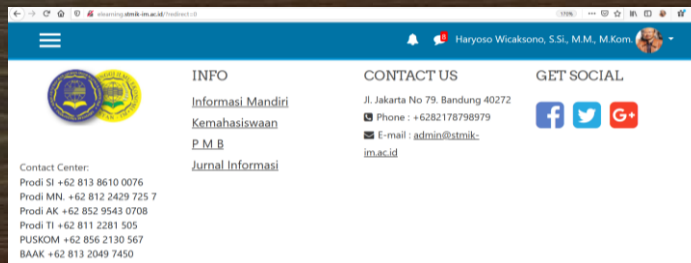 elearning.stmik-im.ac.id/?redirect=0
8
Haryoso Wicaksono, S.Si., M.M., M.Kom.
Contact Center:
Prodi SI +62 813 8610 0076
Prodi MN. +62 812 2429 725 7
Prodi AK +62 852 9543 0708
Prodi TI +62 811 2281 505
PUSKOM +62 856 2130 567
BAAK +62 813 2049 7450
INFO
Informasi Mandiri
Kemahasiswaan
P M B
Jurnal Informasi
CONTACT US
Jl. Jakarta No 79. Bandung 40272
Phone : +6282178798979
E-mail : admin@stmik-
im.ac.id
GET SOCIAL
f
G+